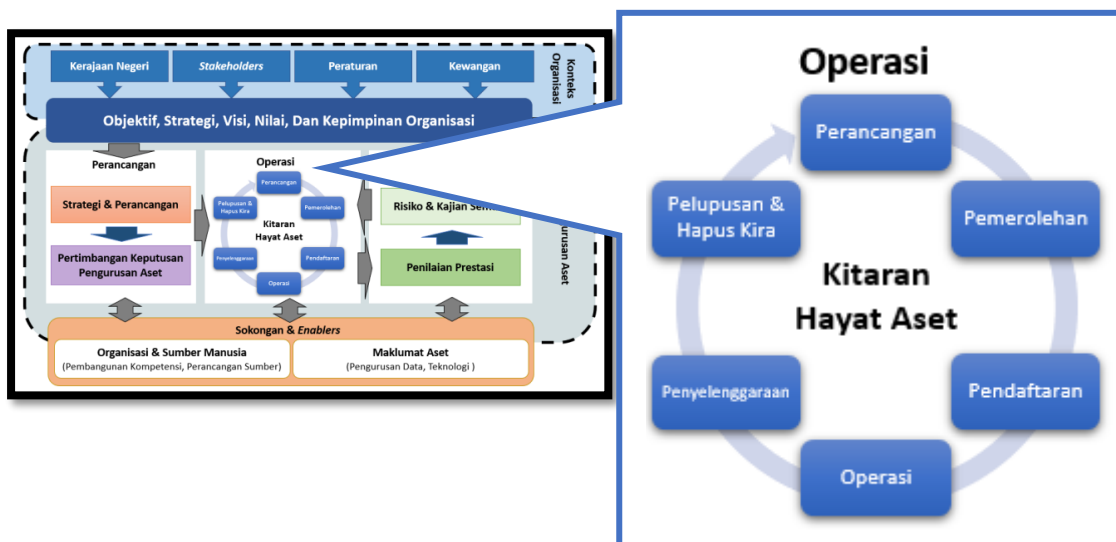 Kerajaan Negeri
Stakeholders
Peraturan
Kewangan
Konteks
Organisasi
Objektif, Strategi, Visi, Nilai, Dan Kepimpinan Organisasi
Perancangan
Strategi & Perancangan
Pertimbangan Keputusan
Pengurusan Aset
Operasi
Perancangan
Pemerolehan
Pendaftaran
Operasi
Penyelenggaraan
Pelupusan &
Hapus Kira
Kitaran
Hayat Aset
Risiko & Kajian
Penilaian Prestasi
Aset
Sokongan & Enablers
Organisasi & Sumber Manusia
(Pembangunan Kompetensi, Perancangan Sumber)
Maklumat Aset
(Pengurusan Data, Teknologi )
Operasi
Perancangan
Pemerolehan
Pendaftaran
Operasi
Penyelenggaraan
Pelupusan &
Hapus Kira
Kitaran
Hayat Aset